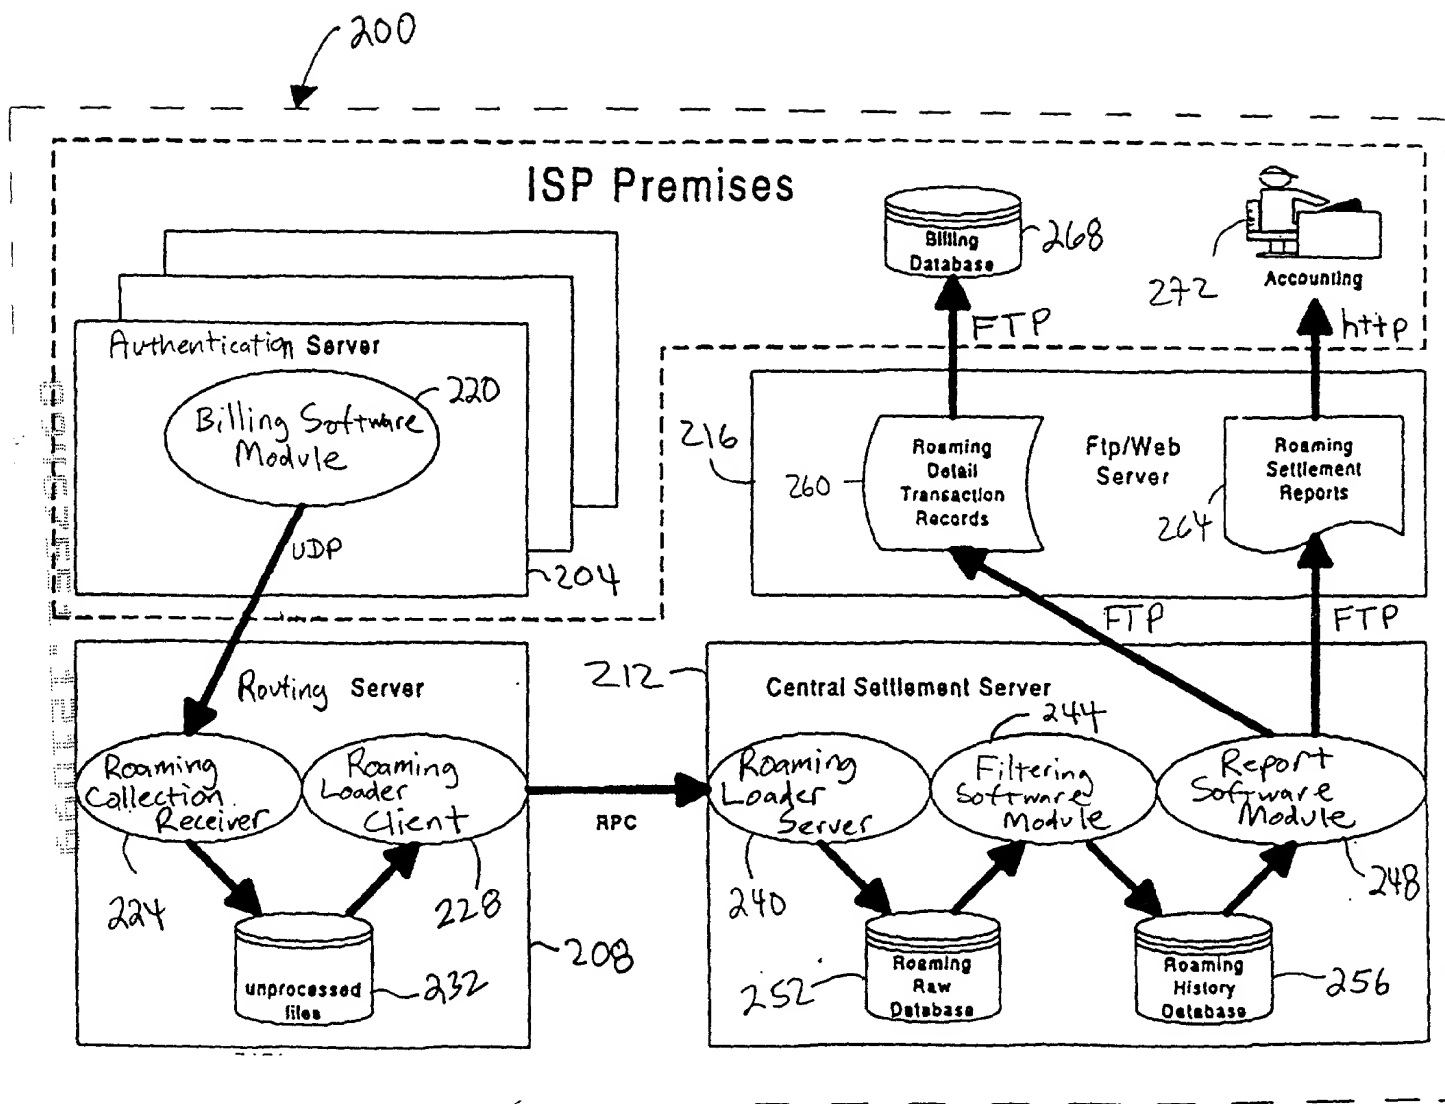 200
ISP Premises
Billing
Database
268
272
Accounting
FTP
http
Authentication Server
220
Billing Software
Module
UDP
204
216
Ftp/Web
Server
260
Roaming
Detail
Transaction
Records
264
Roaming
Settlement
Reports
FTP
FTP
Routing Server
Roaming
Collection
Receiver
Roaming
Loader
Client
224
228
unprocessed
files
232
208
RPC
212
Central Settlement Server
244
Roaming
Loader
Server
Filtering
Software
Module
Report
Software
Module
240
248
252
Roaming
Raw
Database
Roaming
History
Database
256